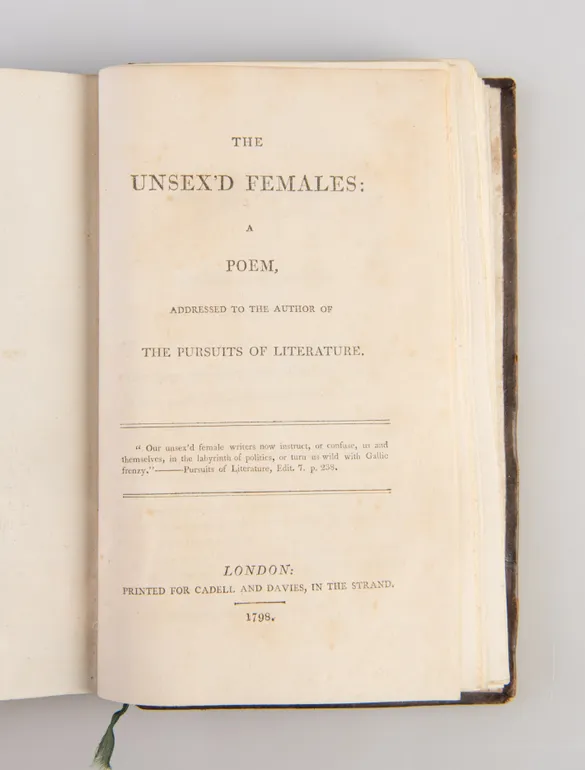 THE
UNSEX'D FEMALES:
A
POEM,
ADDRESSED TO THE AUTHOR OF
THE PURSUITS OF LITERATURE.
" Our unsex'd female writers now instruct, or confuse, us and
themselves, in the labyrinth of politics, or turn us wild with Gallic
frenzy."——Pursuits of Literature, Edit. 7. p. 238.
LONDON:
PRINTED FOR CADELL AND DAVIES, IN THE STRAND.
1798.